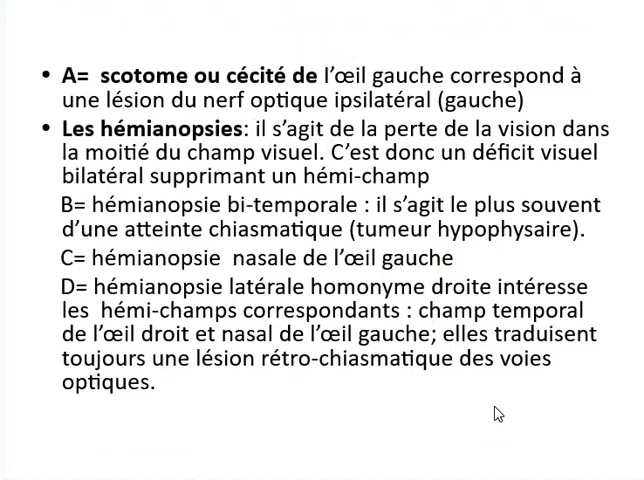 • A=  scotome ou cécité de l’œil gauche correspond à
une lésion du nerf optique ipsilatéral (gauche)
• Les hémianopsies: il s’agit de la perte de la vision dans
la moitié du champ visuel. C’est donc un déficit visuel
bilatéral supprimant un hémi-champ
B= hémianopsie bi-temporale : il s’agit le plus souvent
d’une atteinte chiasmatique (tumeur hypophysaire).
C= hémianopsie  nasale de l’œil gauche
D= hémianopsie latérale homonyme droite intéresse
les  hémi-champs correspondants : champ temporal
de l’œil droit et nasal de l’œil gauche; elles traduisent
toujours une lésion rétro-chiasmatique des voies
optiques.